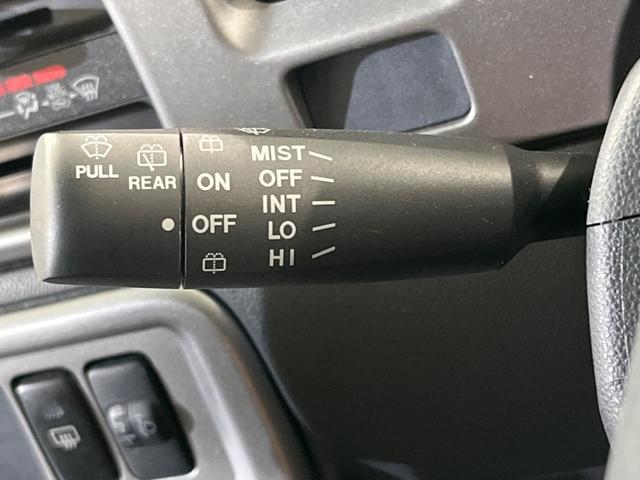 PULL
REAR
ON
OFF
MIST
OFF
INT
LO
HI